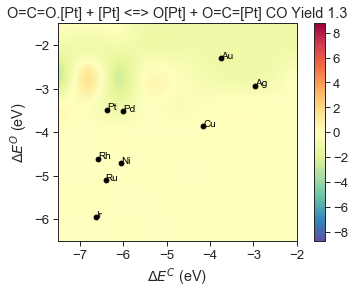 O=C=O.[Pt] + [Pt] <=> O[Pt] + O=C=[Pt] CO Yield 1.3
−2
−3
−4
−5
−6
ΔE^O (eV)
Au
Ag
Pt
Pd
Cu
Rh
Ni
Ru
Ir
8
6
4
2
0
−2
−4
−6
−8
−7 −6 −5 −4 −3 −2
ΔE^C (eV)